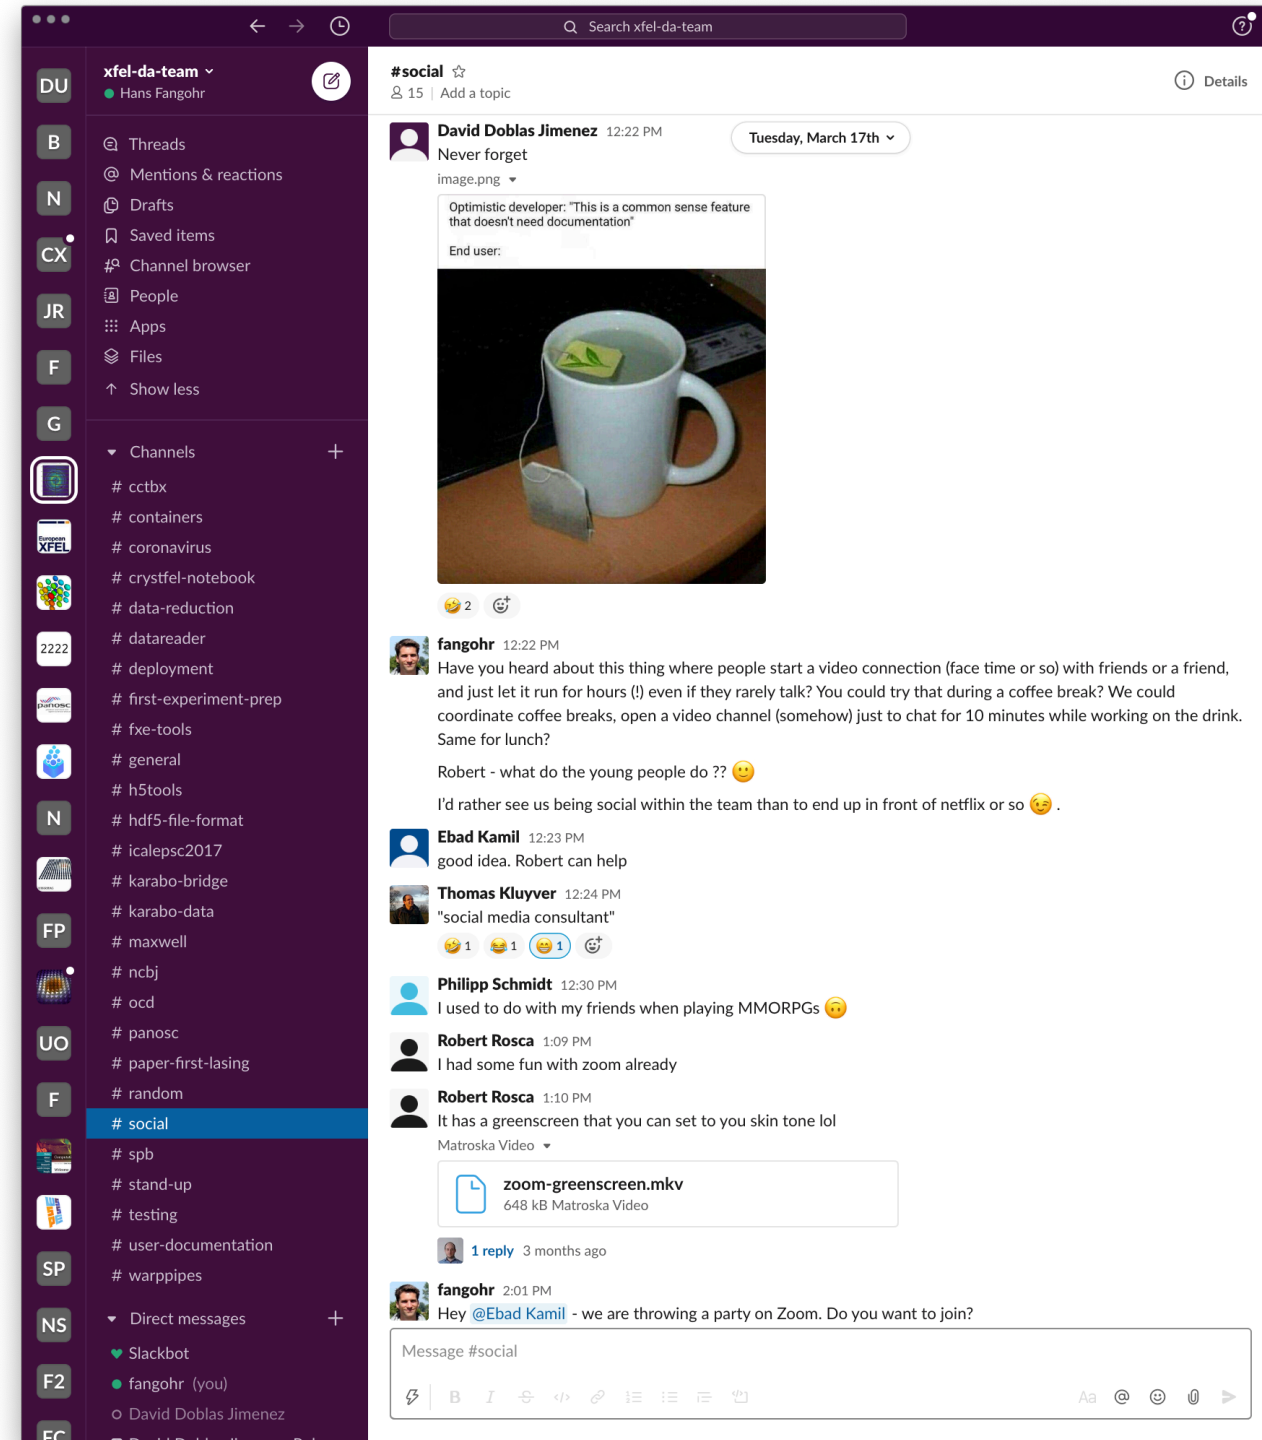 Search xfel-da-team
DU
B
N
CX
JR
F
G
European
XFEL
2222
panosc
N
FP
UO
F
SP
NS
F2
xfel-da-team
Hans Fangohr
Threads
Mentions & reactions
Drafts
Saved items
Channel browser
People
Apps
Files
Show less
Channels
# cctbx
# containers
# coronavirus
# crystfel-notebook
# data-reduction
# datareader
# deployment
# first-experiment-prep
# fxe-tools
# general
# h5tools
# hdf5-file-format
# icalepsc2017
# karabo-bridge
# karabo-data
# maxwell
# ncbj
# ocd
# panosc
# paper-first-lasing
# random
# social
# spb
# stand-up
# testing
# user-documentation
# warppipes
Direct messages
Slackbot
fangohr (you)
David Doblas Jimenez
#social
15 | Add a topic
Details
Tuesday, March 17th
David Doblas Jimenez 12:22 PM
Never forget
image.png
Optimistic developer: "This is a common sense feature
that doesn't need documentation"
End user:
2
fangohr 12:22 PM
Have you heard about this thing where people start a video connection (face time or so) with friends or a friend,
and just let it run for hours (!) even if they rarely talk? You could try that during a coffee break? We could
coordinate coffee breaks, open a video channel (somehow) just to chat for 10 minutes while working on the drink.
Same for lunch?
Robert - what do the young people do ?? 🙂
I'd rather see us being social within the team than to end up in front of netflix or so 😉 .
Ebad Kamil 12:23 PM
good idea. Robert can help
Thomas Kluyver 12:24 PM
"social media consultant"
🤣 1 😂 1 😁 1
Philipp Schmidt 12:30 PM
I used to do with my friends when playing MMORPGs 🙃
Robert Rosca 1:09 PM
I had some fun with zoom already
Robert Rosca 1:10 PM
It has a greenscreen that you can set to you skin tone lol
Matroska Video
zoom-greenscreen.mkv
648 kB Matroska Video
1 reply 3 months ago
fangohr 2:01 PM
Hey @Ebad Kamil - we are throwing a party on Zoom. Do you want to join?
Message #social
B I S </> Aa @